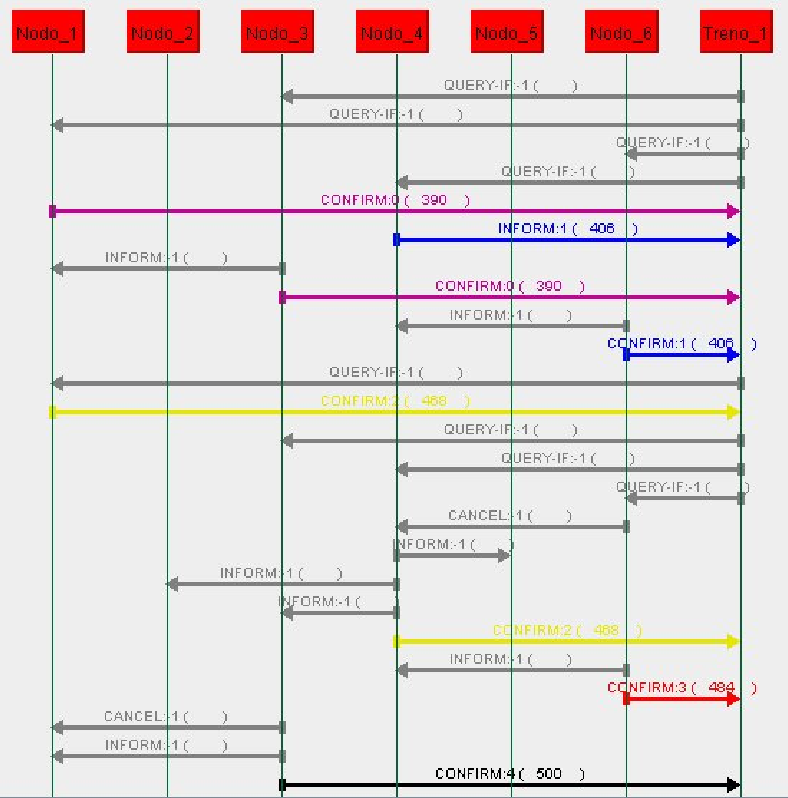 Nodo_1 Nodo_2 Nodo_3 Nodo_4 Nodo_5 Nodo_6 Treno_1
QUERY-IF:-1 ( )
QUERY-IF:-1 ( )
QUERY-IF:-1 ( )
QUERY-IF:-1 ( )
CONFIRM:0 ( 390 )
INFORM:1 ( 406 )
INFORM:-1 ( )
CONFIRM:0 ( 390 )
INFORM:-1 ( )
CONFIRM:1 ( 406 )
QUERY-IF:-1 ( )
CONFIRM:2 ( 468 )
QUERY-IF:-1 ( )
QUERY-IF:-1 ( )
QUERY-IF:-1 ( )
CANCEL:-1 ( )
INFORM:-1 ( )
INFORM:-1 ( )
INFORM:-1 ( )
CONFIRM:2 ( 468 )
INFORM:-1 ( )
CONFIRM:3 ( 484 )
CANCEL:-1 ( )
INFORM:-1 ( )
CONFIRM:4 ( 500 )